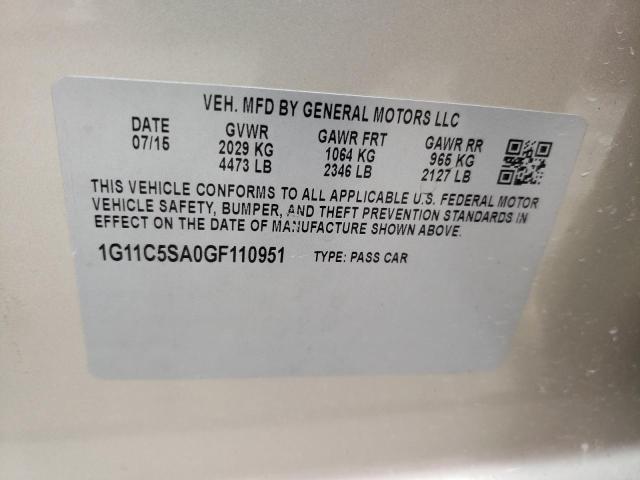 VEH. MFD BY GENERAL MOTORS LLC
DATE GVWR GAWR FRT GAWR RR
07/15 2029 KG 1064 KG 965 KG
4473 LB 2346 LB 2127 LB
THIS VEHICLE CONFORMS TO ALL APPLICABLE U.S. FEDERAL MOTOR
VEHICLE SAFETY, BUMPER, AND THEFT PREVENTION STANDARDS IN
EFFECT ON THE DATE OF MANUFACTURE SHOWN ABOVE.
1G11C5SA0GF110951 TYPE: PASS CAR